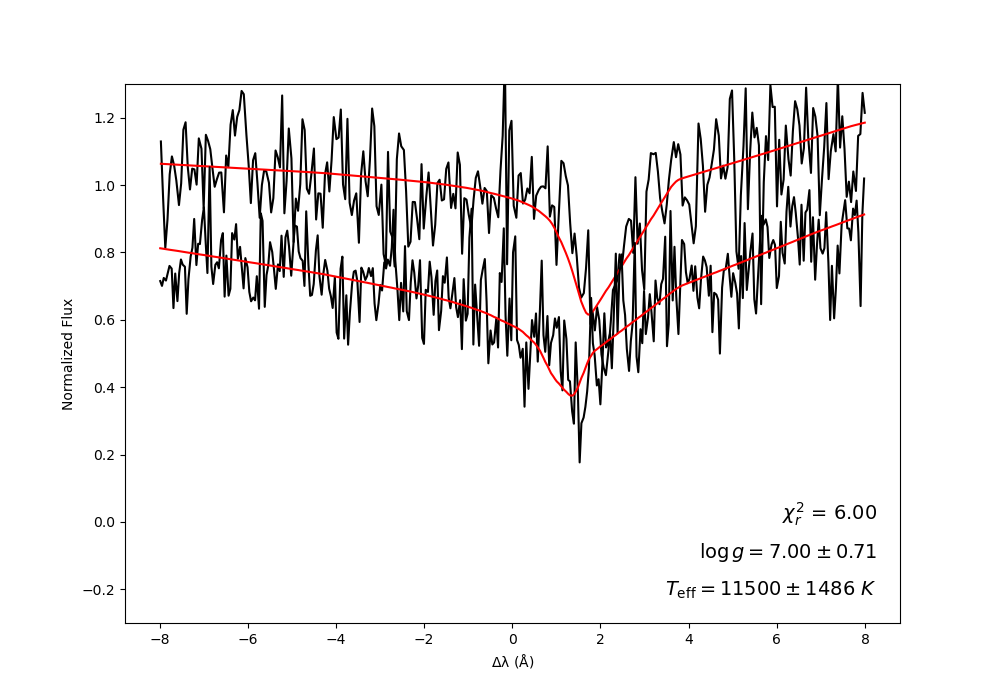 1.2
1.0
0.8
0.6
0.4
0.2
0.0
−0.2
Normalized Flux
χ²ᵣ = 6.00
log g = 7.00 ± 0.71
T_eff = 11500 ± 1486 K
−8 −6 −4 −2 0 2 4 6 8
Δλ (Å)